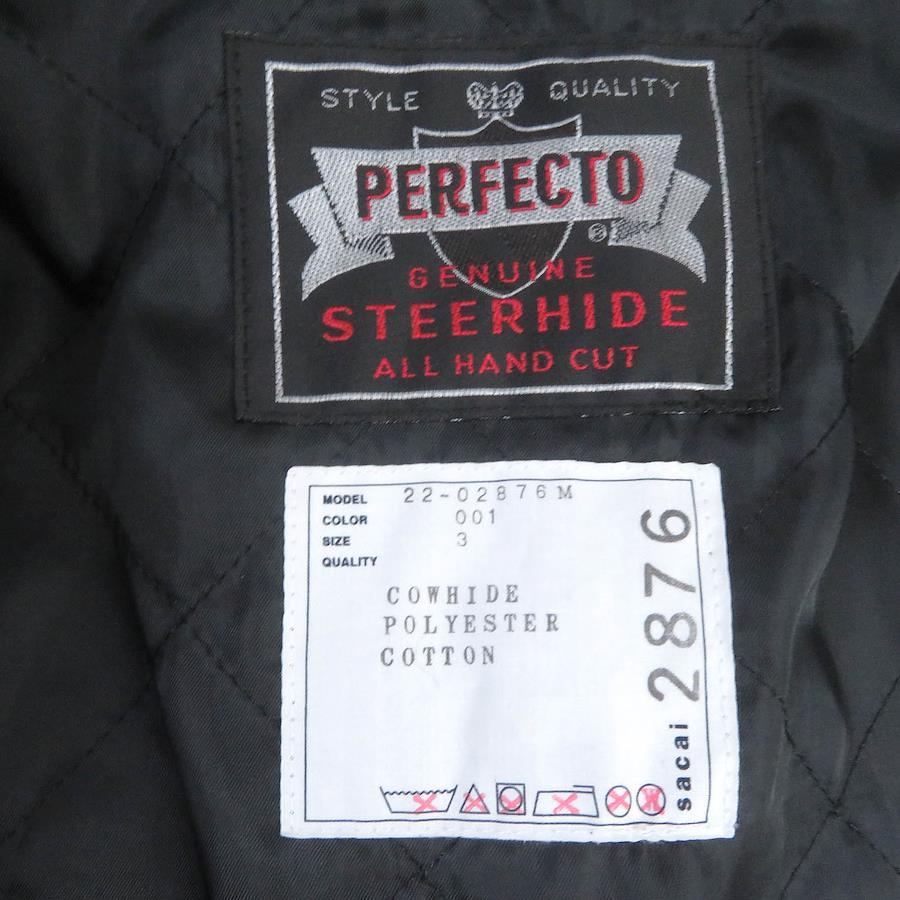 STYLE QUALITY
PERFECTO
®
GENUINE
STEERHIDE
ALL HAND CUT
MODEL 22-02876M
COLOR 001
SIZE 3
QUALITY
COWHIDE
POLYESTER
COTTON
sacai 2876